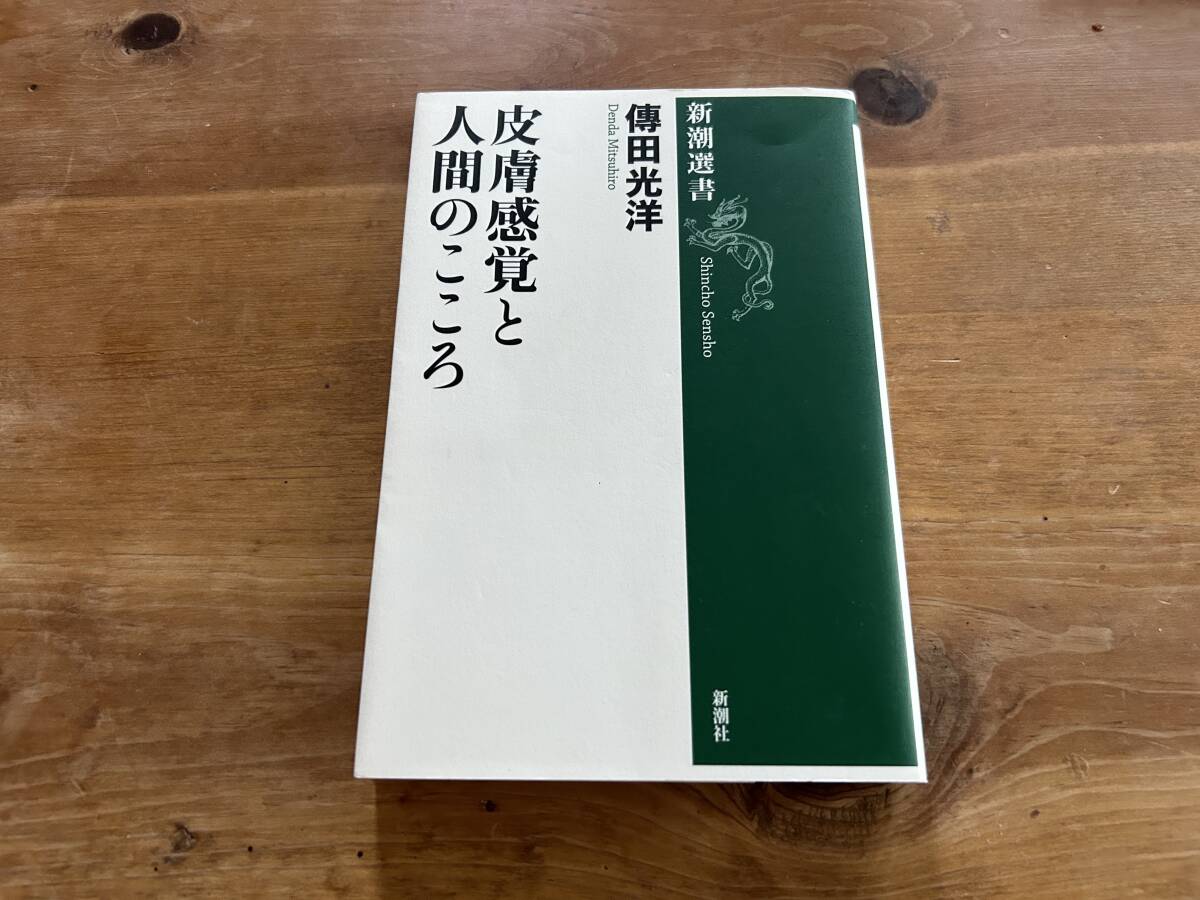 新潮選書
Shincho Sensho
傳田光洋
Denda Mitsuhiro
皮膚感覚と
人間のこころ
新潮社